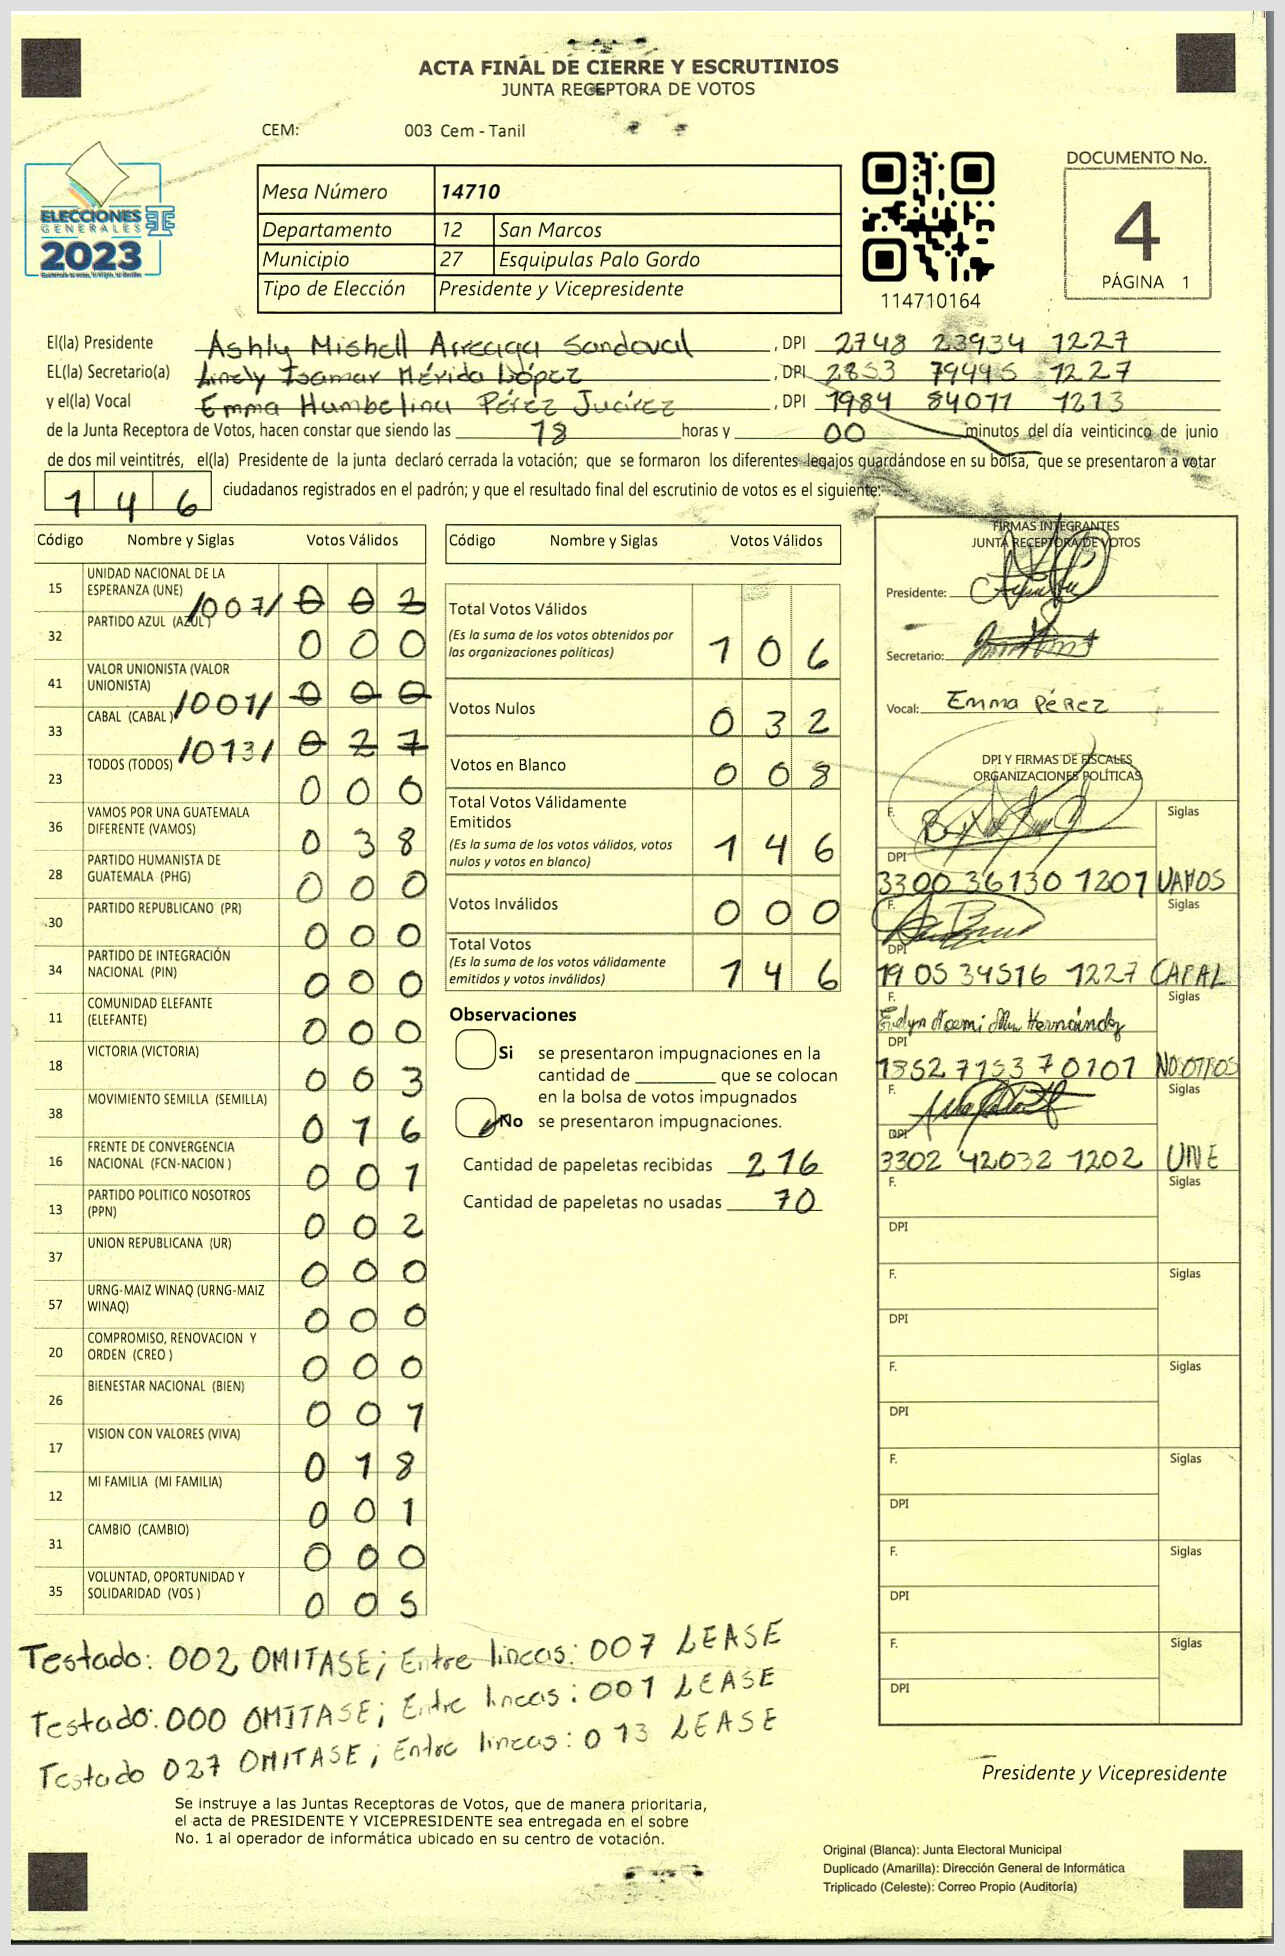 ACTA FINAL DE CIERRE Y ESCRUTINIOS
JUNTA RECEPTORA DE VOTOS
CEM: 003 Cem - Tanil
DOCUMENTO No.
4
PÁGINA 1
ELECCIONES
GENERALES
2023
Mesa Número 14710
Departamento 12 San Marcos
Municipio 27 Esquipulas Palo Gordo
Tipo de Elección Presidente y Vicepresidente
114710164
El(la) Presidente Ashly Mishell Arreaga Sandoval, DPI 2748 23934 1227
EL(la) Secretario(a) Lindy Isamar Mérida López, DPI 2853 79495 1227
y el(la) Vocal Emma Humbelina Pérez Juárez, DPI 1984 84011 1213
de la Junta Receptora de Votos, hacen constar que siendo las 18 horas y 00 minutos del día veinticinco de junio
de dos mil veintitrés, el(la) Presidente de la junta declaró cerrada la votación; que se formaron los diferentes legajos guardándose en su bolsa, que se presentaron a votar
146 ciudadanos registrados en el padrón; y que el resultado final del escrutinio de votos es el siguiente:
Código Nombre y Siglas Votos Válidos
15 UNIDAD NACIONAL DE LA
ESPERANZA (UNE) /007/ 0 0 2
32 PARTIDO AZUL (AZUL) 0 0 0
41 VALOR UNIONISTA (VALOR
UNIONISTA) /001/ 0 0 0
33 CABAL (CABAL) /013/ 0 2 7
23 TODOS (TODOS) 0 0 0
36 VAMOS POR UNA GUATEMALA
DIFERENTE (VAMOS) 0 3 8
28 PARTIDO HUMANISTA DE
GUATEMALA (PHG) 0 0 0
30 PARTIDO REPUBLICANO (PR) 0 0 0
34 PARTIDO DE INTEGRACIÓN
NACIONAL (PIN) 0 0 0
11 COMUNIDAD ELEFANTE
(ELEFANTE) 0 0 0
18 VICTORIA (VICTORIA) 0 0 3
38 MOVIMIENTO SEMILLA (SEMILLA) 0 1 6
16 FRENTE DE CONVERGENCIA
NACIONAL (FCN-NACION) 0 0 1
13 PARTIDO POLITICO NOSOTROS
(PPN) 0 0 2
37 UNION REPUBLICANA (UR) 0 0 0
57 URNG-MAIZ WINAQ (URNG-MAIZ
WINAQ) 0 0 0
20 COMPROMISO, RENOVACION Y
ORDEN (CREO) 0 0 0
26 BIENESTAR NACIONAL (BIEN) 0 0 1
17 VISION CON VALORES (VIVA) 0 1 8
12 MI FAMILIA (MI FAMILIA) 0 0 1
31 CAMBIO (CAMBIO) 0 0 0
35 VOLUNTAD, OPORTUNIDAD Y
SOLIDARIDAD (VOS) 0 0 5
Código Nombre y Siglas Votos Válidos
Total Votos Válidos
(Es la suma de los votos obtenidos por
las organizaciones políticas) 1 0 6
Votos Nulos 0 3 2
Votos en Blanco 0 0 8
Total Votos Válidamente
Emitidos
(Es la suma de los votos válidos, votos
nulos y votos en blanco) 1 4 6
Votos Inválidos 0 0 0
Total Votos
(Es la suma de los votos válidamente
emitidos y votos inválidos) 1 4 6
Observaciones
Si se presentaron impugnaciones en la
cantidad de ________ que se colocan
en la bolsa de votos impugnados
No se presentaron impugnaciones.
Cantidad de papeletas recibidas 216
Cantidad de papeletas no usadas 70
FIRMAS INTEGRANTES
JUNTA RECEPTORA DE VOTOS
Presidente:
Secretario:
Vocal: Emma Pérez
DPI Y FIRMAS DE FISCALES
ORGANIZACIONES POLÍTICAS
F. Siglas
DPI
3300 36130 1201 VAMOS
F. Siglas
DPI
19 05 34516 1227 CAPAL
F. Siglas
Evelyn Noemi Hernández
DPI
1852 7153 70101 NOSOTROS
F. Siglas
DPI
3302 42032 1202 UNE
F. Siglas
DPI
F. Siglas
DPI
F. Siglas
DPI
F. Siglas
DPI
F. Siglas
DPI
F. Siglas
DPI
Testado: 002 OMITASE; Entre lineas: 007 LEASE
Testado: 000 OMITASE; Entre lineas: 001 LEASE
Testado 027 OMITASE; Entre lineas: 013 LEASE
Presidente y Vicepresidente
Se instruye a las Juntas Receptoras de Votos, que de manera prioritaria,
el acta de PRESIDENTE Y VICEPRESIDENTE sea entregada en el sobre
No. 1 al operador de informática ubicado en su centro de votación.
Original (Blanca): Junta Electoral Municipal
Duplicado (Amarilla): Dirección General de Informática
Triplicado (Celeste): Correo Propio (Auditoría)